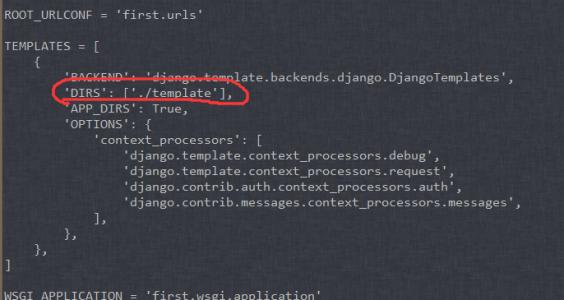 ROOT_URLCONF = 'first.urls'
TEMPLATES = [
{
'BACKEND': 'django.template.backends.django.DjangoTemplates',
'DIRS': ['./template'],
'APP_DIRS': True,
'OPTIONS': {
'context_processors': [
'django.template.context_processors.debug',
'django.template.context_processors.request',
'django.contrib.auth.context_processors.auth',
'django.contrib.messages.context_processors.messages',
],
},
},
]
WSGI_APPLICATION = 'first.wsgi.application'